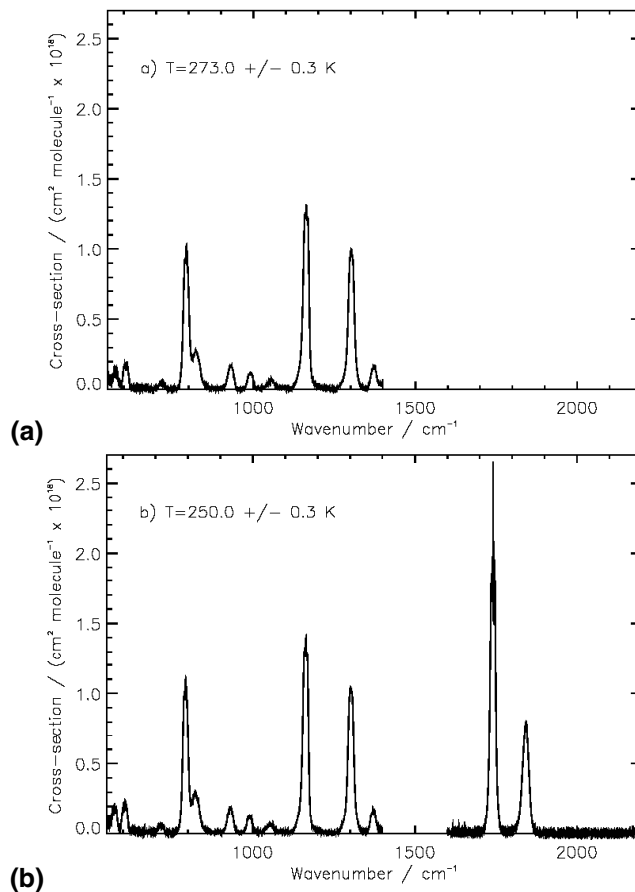 2.5
2.0
1.5
1.0
0.5
0.0
Cross-section / (cm² molecule⁻¹ x 10¹⁸)
a) T=273.0 +/- 0.3 K
1000 1500 2000
Wavenumber / cm⁻¹
(a)
2.5
2.0
1.5
1.0
0.5
0.0
Cross-section / (cm² molecule⁻¹ x 10¹⁸)
b) T=250.0 +/- 0.3 K
1000 1500 2000
Wavenumber / cm⁻¹
(b)